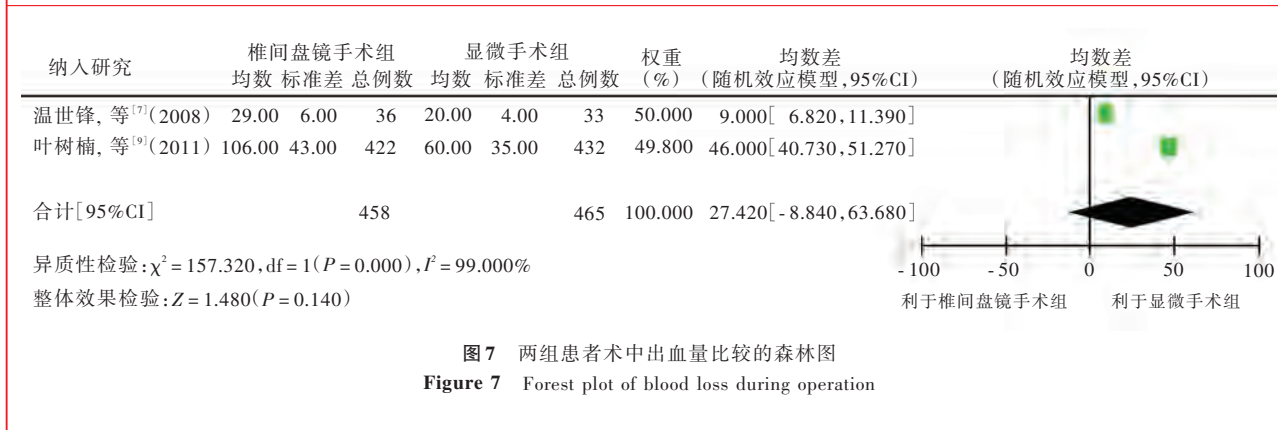 纳入研究 椎间盘镜手术组 显微手术组 权重 均数差 均数差
均数 标准差 总例数 均数 标准差 总例数 (%) (随机效应模型,95%CI) (随机效应模型,95%CI)
温世锋, 等[7](2008) 29.00 6.00 36 20.00 4.00 33 50.000 9.000[ 6.820,11.390]
叶树楠, 等[9](2011) 106.00 43.00 422 60.00 35.00 432 49.800 46.000[40.730,51.270]
合计[95%CI] 458 465 100.000 27.420[-8.840,63.680]
异质性检验:χ²=157.320,df=1(P=0.000),I²=99.000%
整体效果检验:Z=1.480(P=0.140)
-100 -50 0 50 100
利于椎间盘镜手术组 利于显微手术组
图7 两组患者术中出血量比较的森林图
Figure 7 Forest plot of blood loss during operation